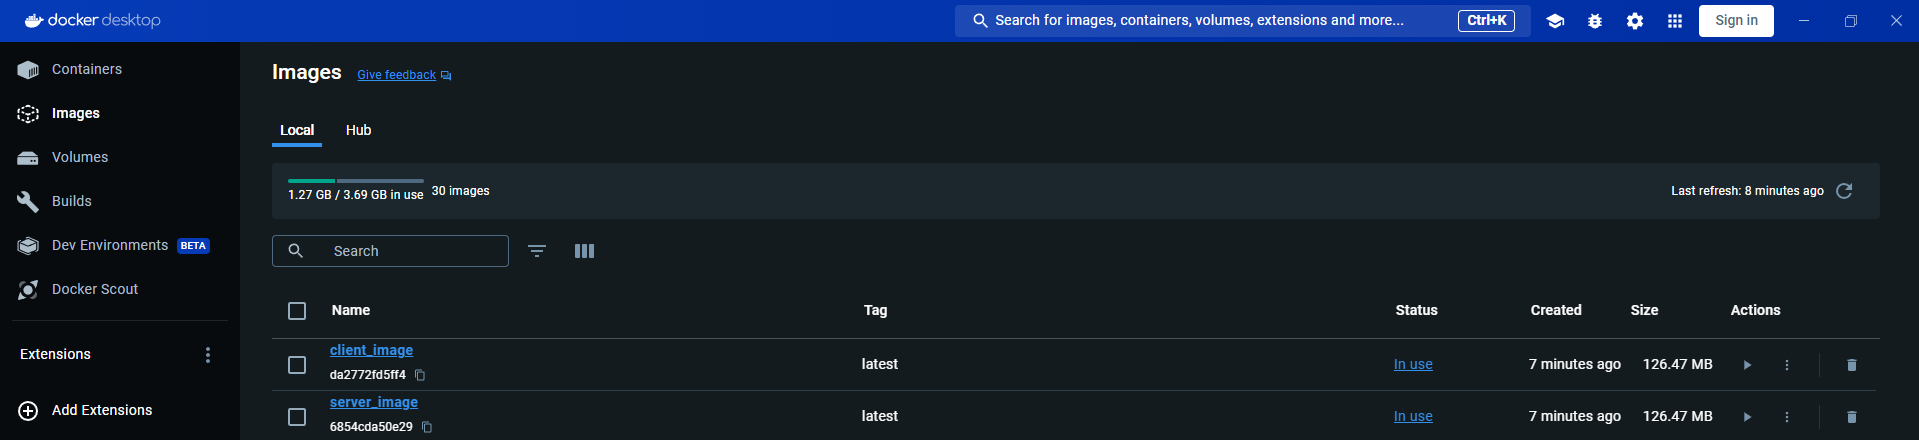 docker desktop
Search for images, containers, volumes, extensions and more...
Ctrl+K
Sign in
Containers
Images
Volumes
Builds
Dev Environments BETA
Docker Scout
Extensions
Add Extensions
Images Give feedback
Local Hub
1.27 GB / 3.69 GB in use 30 images
Last refresh: 8 minutes ago
Search
Name Tag Status Created Size Actions
client_image
da2772fd5ff4
latest In use 7 minutes ago 126.47 MB
server_image
6854cda50e29
latest In use 7 minutes ago 126.47 MB